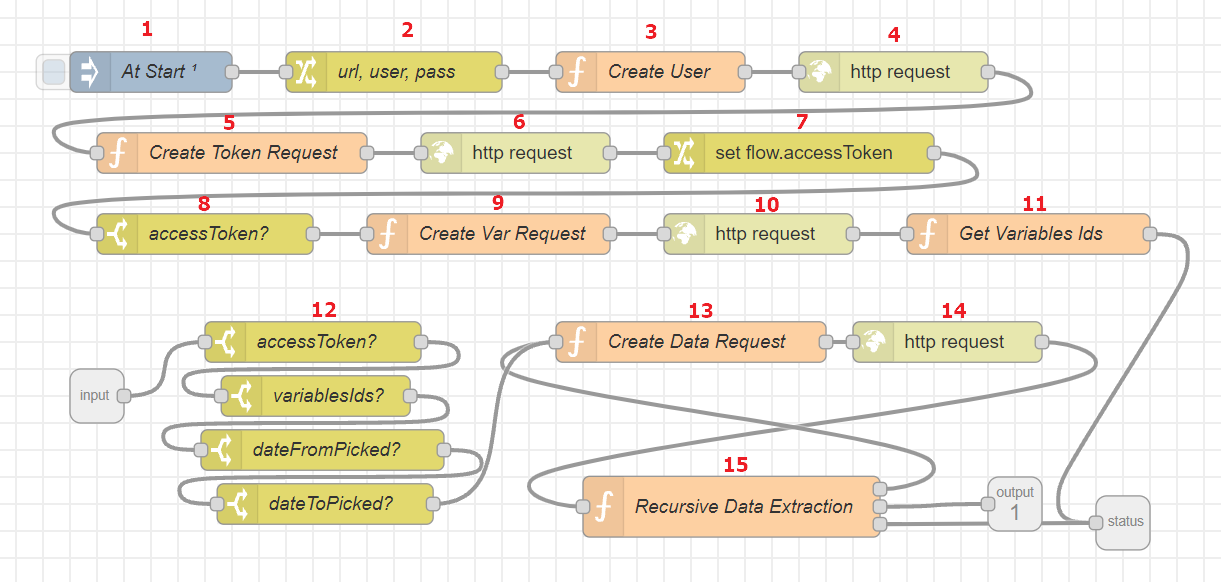 1
2
3
4
At Start ¹
url, user, pass
Create User
http request
5
6
7
Create Token Request
http request
set flow.accessToken
8
9
10
11
accessToken?
Create Var Request
http request
Get Variables Ids
12
13
14
accessToken?
Create Data Request
http request
input
variablesIds?
dateFromPicked?
15
dateToPicked?
Recursive Data Extraction
output
1
status